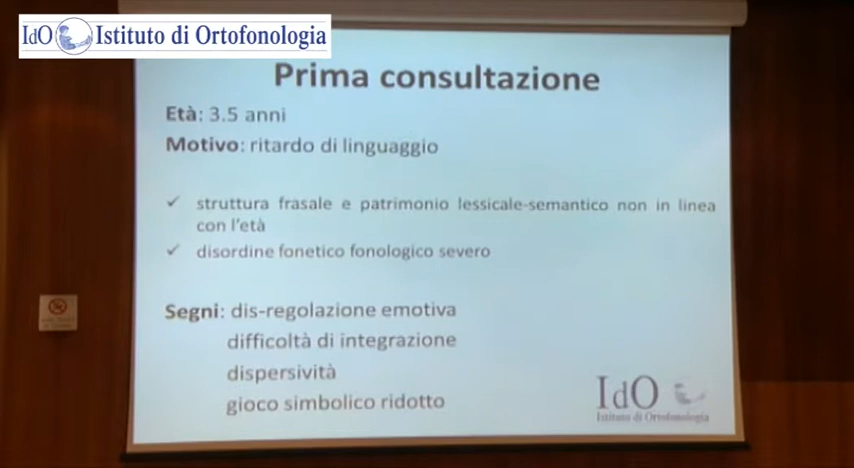 IdO Istituto di Ortofonologia
Prima consultazione
Età: 3.5 anni
Motivo: ritardo di linguaggio
✓ struttura frasale e patrimonio lessicale-semantico non in linea
con l'età
✓ disordine fonetico fonologico severo
Segni: dis-regolazione emotiva
difficoltà di integrazione
dispersività
gioco simbolico ridotto
IdO
Istituto di Ortofonologia